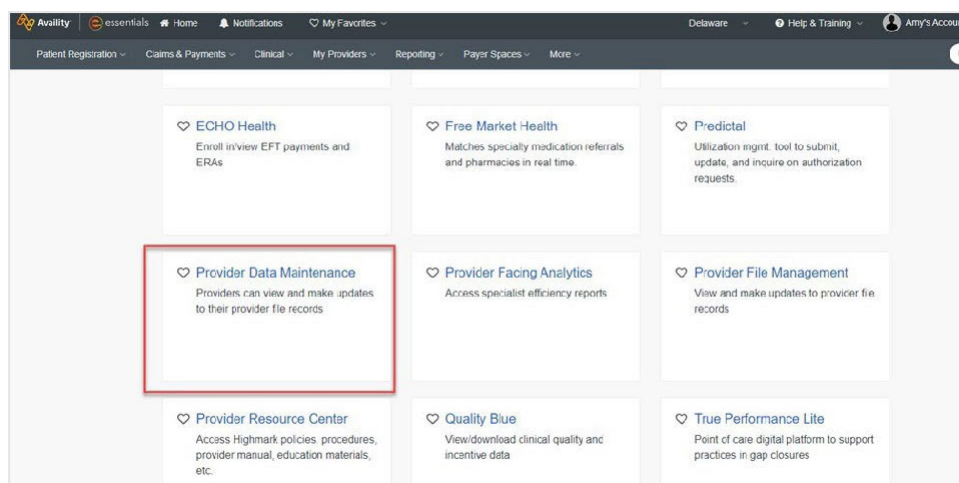 Availity essentials Home Notifications My Favorites Delaware Help & Training Amy's Accou
Patient Registration Claims & Payments Clinical My Providers Reporting Payer Spaces More
ECHO Health
Enroll in/view EFT payments and
ERAs
Free Market Health
Matches specialty medication referrals
and pharmacies in real time.
Predictal
Utilization mgmt. tool to submit,
update, and inquire on authorization
requests.
Provider Data Maintenance
Providers can view and make updates
to their provider file records
Provider Facing Analytics
Access specialist efficiency reports
Provider File Management
View and make updates to provider file
records
Provider Resource Center
Access Highmark policies, procedures,
provider manual, education materials,
etc.
Quality Blue
View/download clinical quality and
incentive data
True Performance Lite
Point of care digital platform to support
practices in gap closures